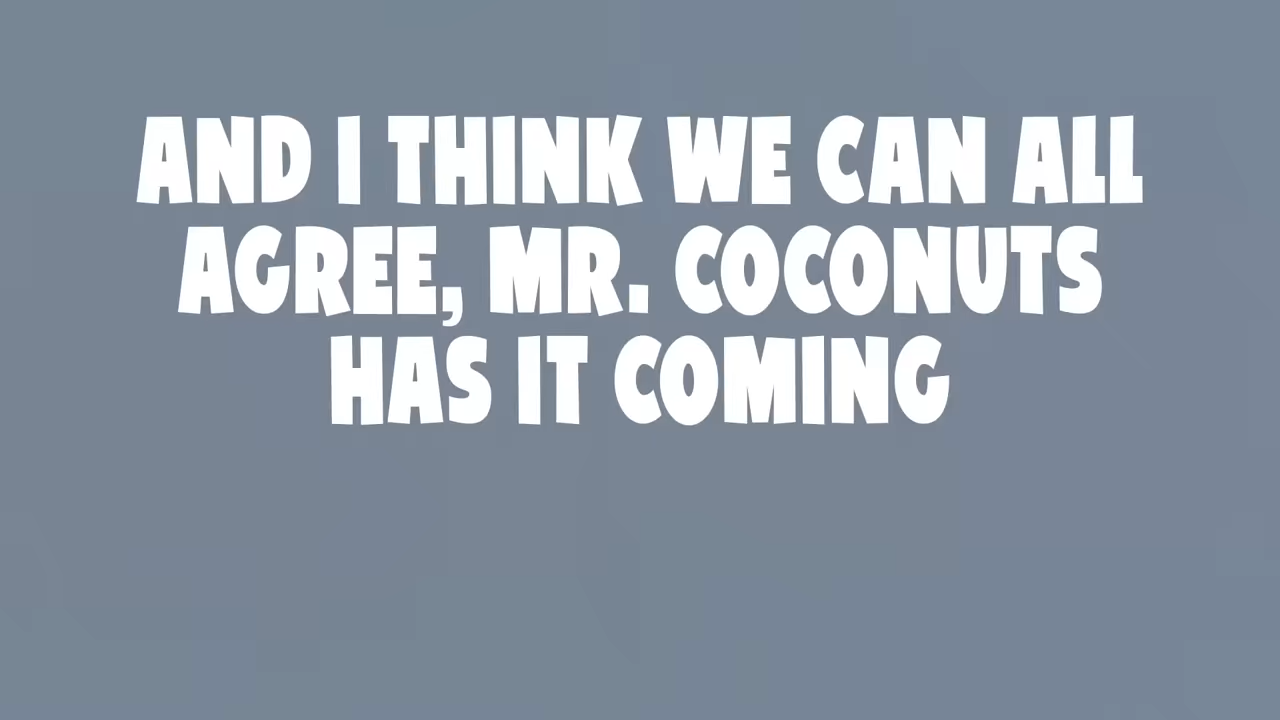 AND I THINK WE CAN ALL
AGREE, MR. COCONUTS
HAS IT COMING